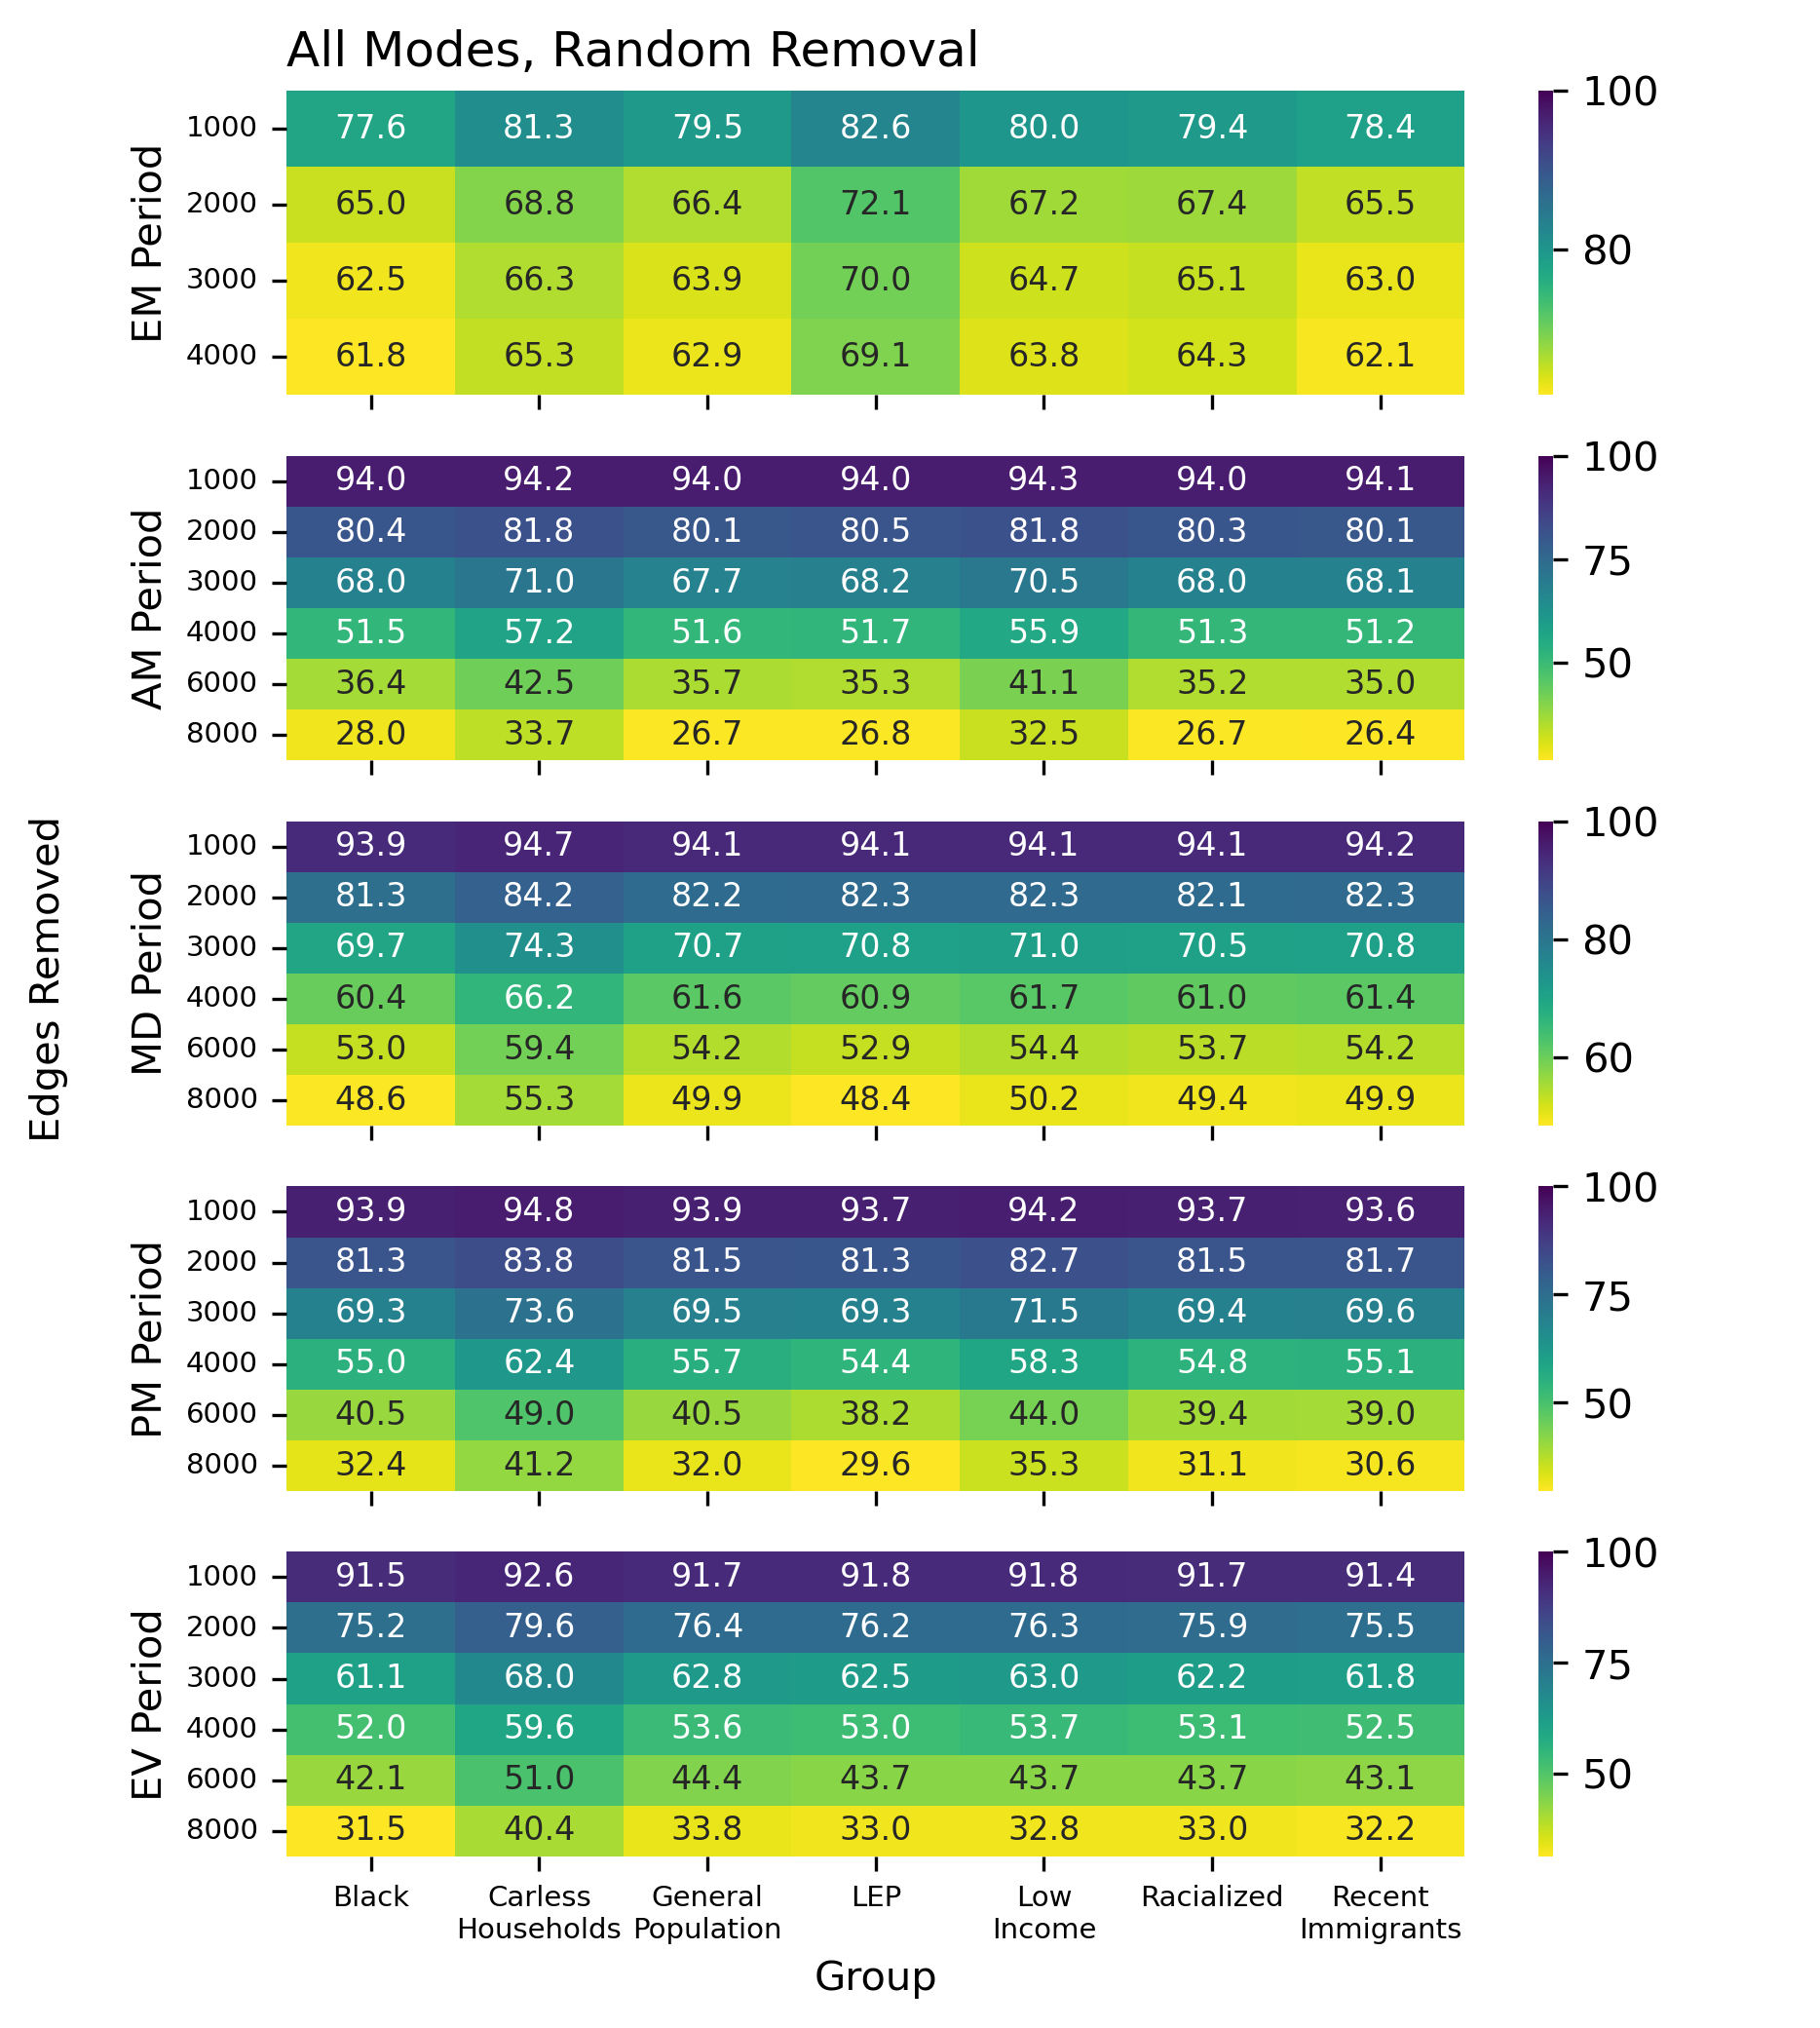 All Modes, Random Removal
Edges Removed
EM Period
1000 77.6 81.3 79.5 82.6 80.0 79.4 78.4
2000 65.0 68.8 66.4 72.1 67.2 67.4 65.5
3000 62.5 66.3 63.9 70.0 64.7 65.1 63.0
4000 61.8 65.3 62.9 69.1 63.8 64.3 62.1
100
80
AM Period
1000 94.0 94.2 94.0 94.0 94.3 94.0 94.1
2000 80.4 81.8 80.1 80.5 81.8 80.3 80.1
3000 68.0 71.0 67.7 68.2 70.5 68.0 68.1
4000 51.5 57.2 51.6 51.7 55.9 51.3 51.2
6000 36.4 42.5 35.7 35.3 41.1 35.2 35.0
8000 28.0 33.7 26.7 26.8 32.5 26.7 26.4
100
75
50
MD Period
1000 93.9 94.7 94.1 94.1 94.1 94.1 94.2
2000 81.3 84.2 82.2 82.3 82.3 82.1 82.3
3000 69.7 74.3 70.7 70.8 71.0 70.5 70.8
4000 60.4 66.2 61.6 60.9 61.7 61.0 61.4
6000 53.0 59.4 54.2 52.9 54.4 53.7 54.2
8000 48.6 55.3 49.9 48.4 50.2 49.4 49.9
100
80
60
PM Period
1000 93.9 94.8 93.9 93.7 94.2 93.7 93.6
2000 81.3 83.8 81.5 81.3 82.7 81.5 81.7
3000 69.3 73.6 69.5 69.3 71.5 69.4 69.6
4000 55.0 62.4 55.7 54.4 58.3 54.8 55.1
6000 40.5 49.0 40.5 38.2 44.0 39.4 39.0
8000 32.4 41.2 32.0 29.6 35.3 31.1 30.6
100
75
50
EV Period
1000 91.5 92.6 91.7 91.8 91.8 91.7 91.4
2000 75.2 79.6 76.4 76.2 76.3 75.9 75.5
3000 61.1 68.0 62.8 62.5 63.0 62.2 61.8
4000 52.0 59.6 53.6 53.0 53.7 53.1 52.5
6000 42.1 51.0 44.4 43.7 43.7 43.7 43.1
8000 31.5 40.4 33.8 33.0 32.8 33.0 32.2
100
75
50
Black Carless General LEP Low Racialized Recent
Households Population Income Immigrants
Group